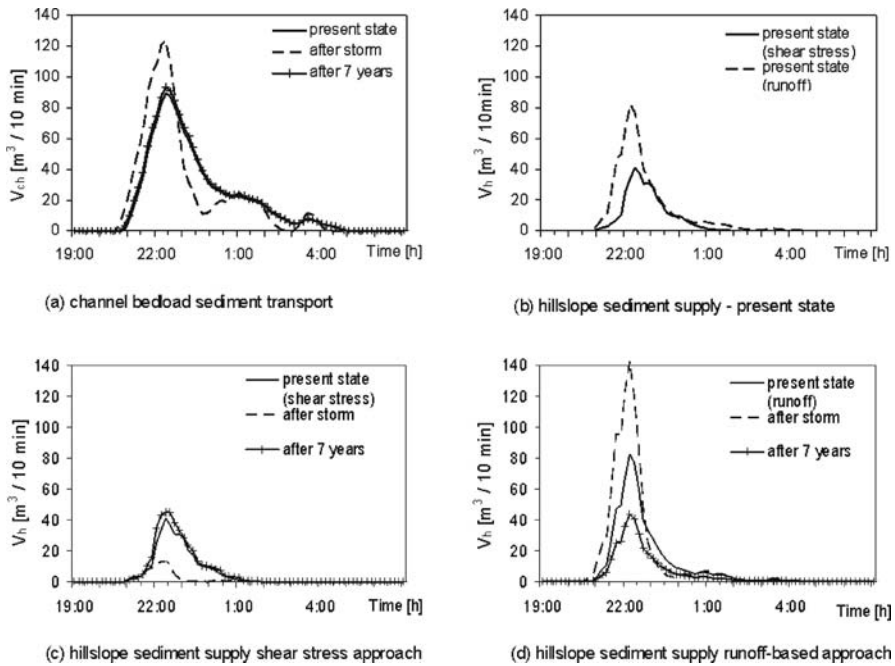 140
120
100
80
60
40
20
0
V_ch [m³ / 10 min]
present state
after storm
after 7 years
19:00 22:00 1:00 4:00 Time [h]
(a) channel bedload sediment transport
140
120
100
80
60
40
20
0
V_h [m³ / 10min]
present state
(shear stress)
present state
(runoff)
19:00 22:00 1:00 4:00 Time [h]
(b) hillslope sediment supply - present state
140
120
100
80
60
40
20
0
V_h [m³ / 10 min]
present state
(shear stress)
after storm
after 7 years
19:00 22:00 1:00 4:00 Time [h]
(c) hillslope sediment supply shear stress approach
140
120
100
80
60
40
20
0
V_h [m³ / 10 min]
present state
(runoff)
after storm
after 7 years
19:00 22:00 1:00 4:00 Time [h]
(d) hillslope sediment supply runoff-based approach